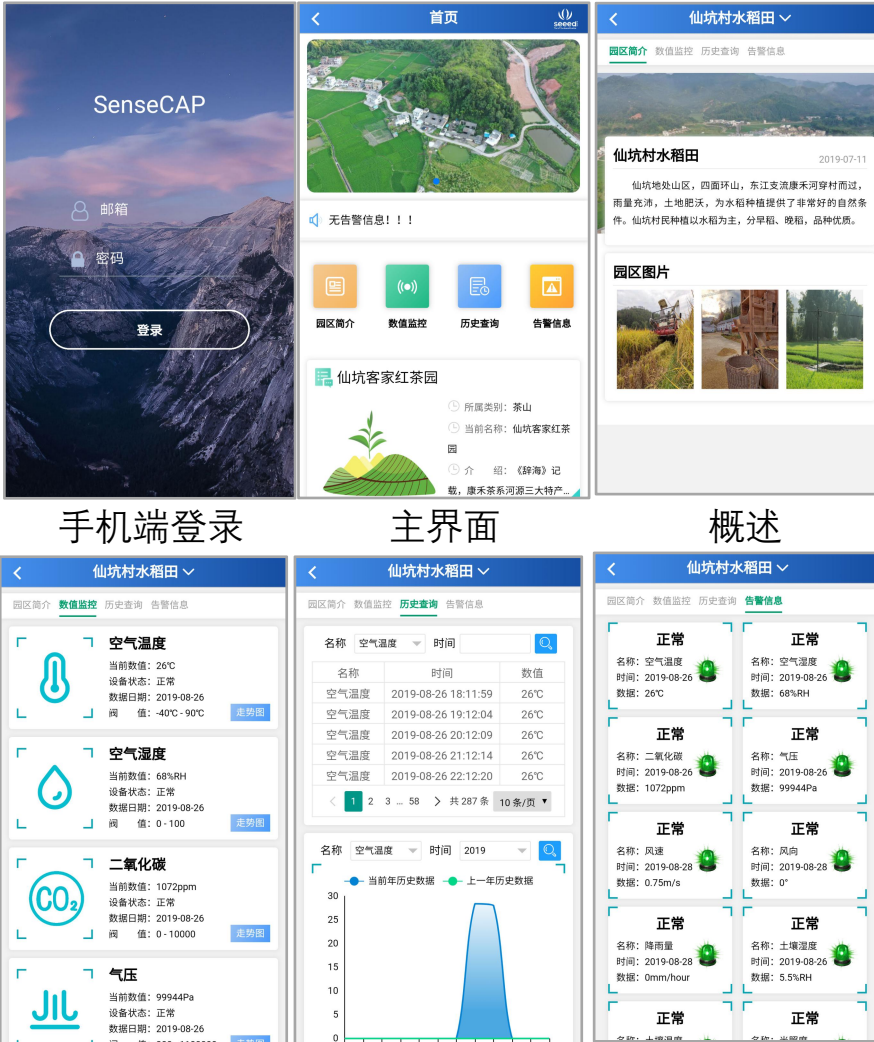 SenseCAP
邮箱
密码
登录
首页
seeed
无告警信息！！！
园区简介 数值监控 历史查询 告警信息
仙坑客家红茶园
所属类别：茶山
当前名称：仙坑客家红茶
园
介 绍：《辞海》记
载，康禾茶系河源三大特产...
仙坑村水稻田
园区简介 数值监控 历史查询 告警信息
仙坑村水稻田
2019-07-11
仙坑地处山区，四面环山，东江支流康禾河穿村而过，
雨量充沛，土地肥沃，为水稻种植提供了非常好的自然条
件。仙坑村民种植以水稻为主，分早稻、晚稻，品种优质。
园区图片
手机端登录
主界面
概述
仙坑村水稻田
园区简介 数值监控 历史查询 告警信息
空气温度
当前数值：26℃
设备状态：正常
数据日期：2019-08-26
阀 值：-40℃ - 90℃
走势图
空气湿度
当前数值：68%RH
设备状态：正常
数据日期：2019-08-26
阀 值：0 - 100
走势图
CO2
二氧化碳
当前数值：1072ppm
设备状态：正常
数据日期：2019-08-26
阀 值：0 - 10000
走势图
气压
当前数值：99944Pa
设备状态：正常
数据日期：2019-08-26
仙坑村水稻田
园区简介 数值监控 历史查询 告警信息
名称 空气温度 时间
名称 时间 数值
空气温度 2019-08-26 18:11:59 26℃
空气温度 2019-08-26 19:12:04 26℃
空气温度 2019-08-26 20:12:09 26℃
空气温度 2019-08-26 21:12:14 26℃
空气温度 2019-08-26 22:12:20 26℃
1 2 3 ... 58 共 287 条 10 条/页
名称 空气温度 时间 2019
当前年历史数据 上一年历史数据
30
25
20
15
10
5
0
仙坑村水稻田
园区简介 数值监控 历史查询 告警信息
正常
名称：空气温度
时间：2019-08-26
数据：26℃
正常
名称：空气湿度
时间：2019-08-26
数据：68%RH
正常
名称：二氧化碳
时间：2019-08-26
数据：1072ppm
正常
名称：气压
时间：2019-08-26
数据：99944Pa
正常
名称：风速
时间：2019-08-28
数据：0.75m/s
正常
名称：风向
时间：2019-08-28
数据：0°
正常
名称：降雨量
时间：2019-08-28
数据：0mm/hour
正常
名称：土壤湿度
时间：2019-08-26
数据：5.5%RH
正常
正常